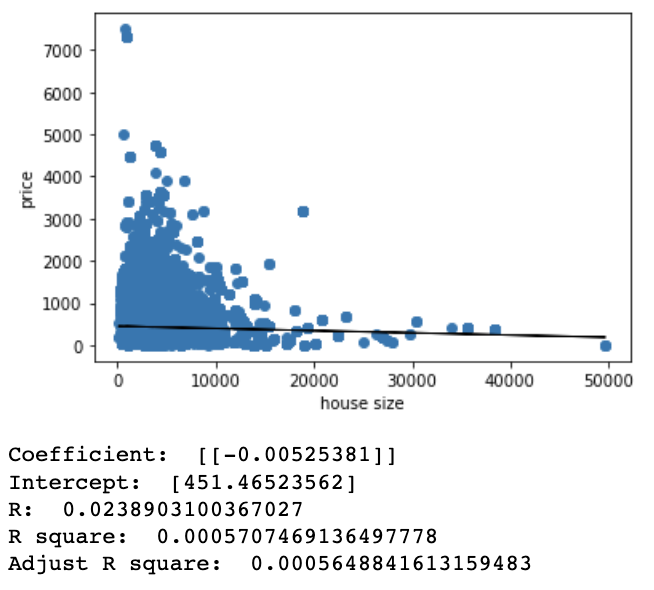 7000
6000
5000
4000
3000
2000
1000
0
price
0 10000 20000 30000 40000 50000
house size
Coefficient: [[-0.00525381]]
Intercept: [451.46523562]
R: 0.0238903100367027
R square: 0.0005707469136497778
Adjust R square: 0.0005648841613159483